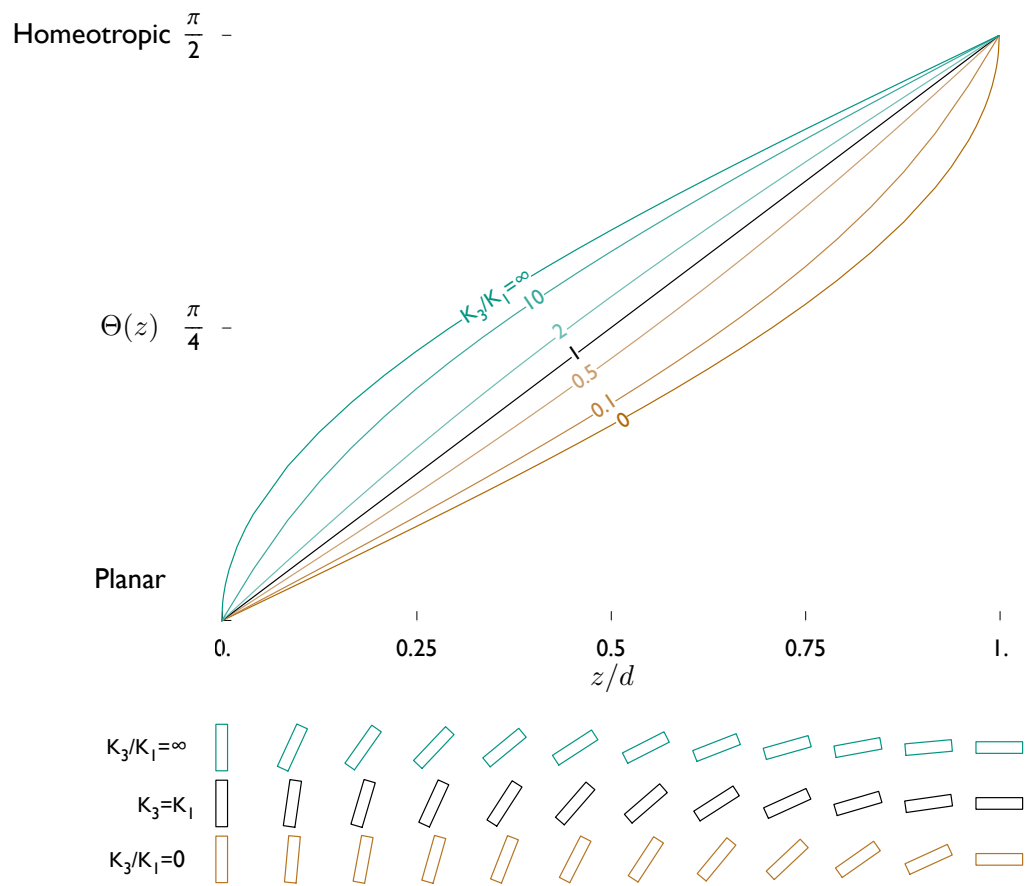 Homeotropic π/2
K₃/K₁=∞
10
Θ(z) π/4
2
1
0.5
0.1
0
Planar
0. 0.25 0.5 0.75 1.
z/d
K₃/K₁=∞
K₃=K₁
K₃/K₁=0